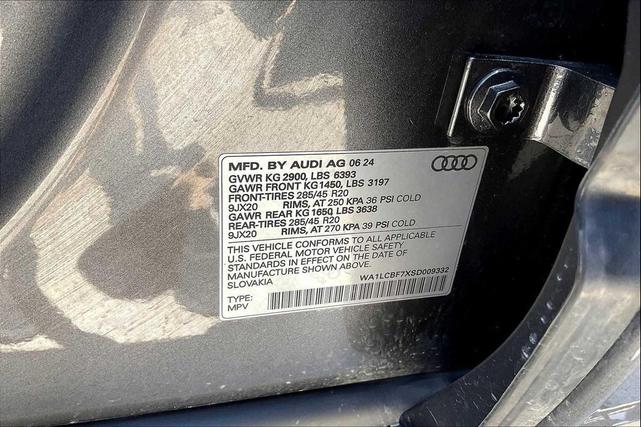 MFD. BY AUDI AG 06 24
GVWR KG 2900, LBS 6393
GAWR FRONT KG1450, LBS 3197
FRONT-TIRES 285/45 R20
9JX20 RIMS, AT 250 KPA 36 PSI COLD
GAWR REAR KG 1650 LBS 3638
REAR-TIRES 285/45 R20
9JX20 RIMS, AT 270 KPA 39 PSI COLD
THIS VEHICLE CONFORMS TO ALL APPLICABLE
U.S. FEDERAL MOTOR VEHICLE SAFETY
STANDARDS IN EFFECT ON THE DATE OF
MANUFACTURE SHOWN ABOVE.
SLOVAKIA WA1LCBF7XSD009332
TYPE:
MPV